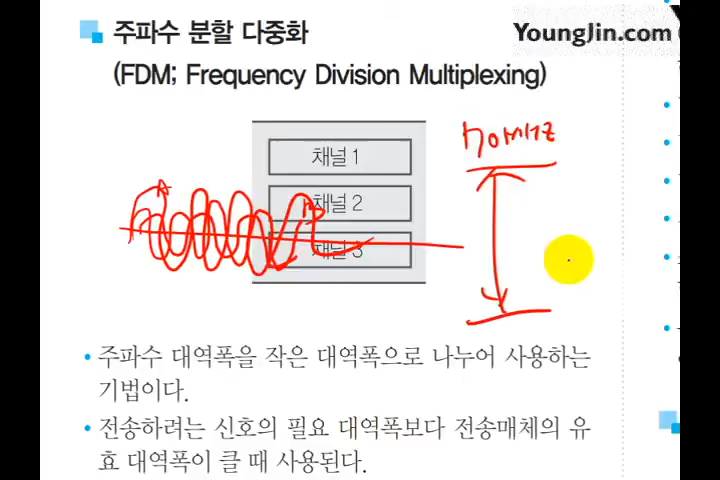 주파수 분할 다중화
YoungJin.com
(FDM; Frequency Division Multiplexing)
채널 1
채널 2
채널 3
• 주파수 대역폭을 작은 대역폭으로 나누어 사용하는
기법이다.
• 전송하려는 신호의 필요 대역폭보다 전송매체의 유
효 대역폭이 클 때 사용된다.